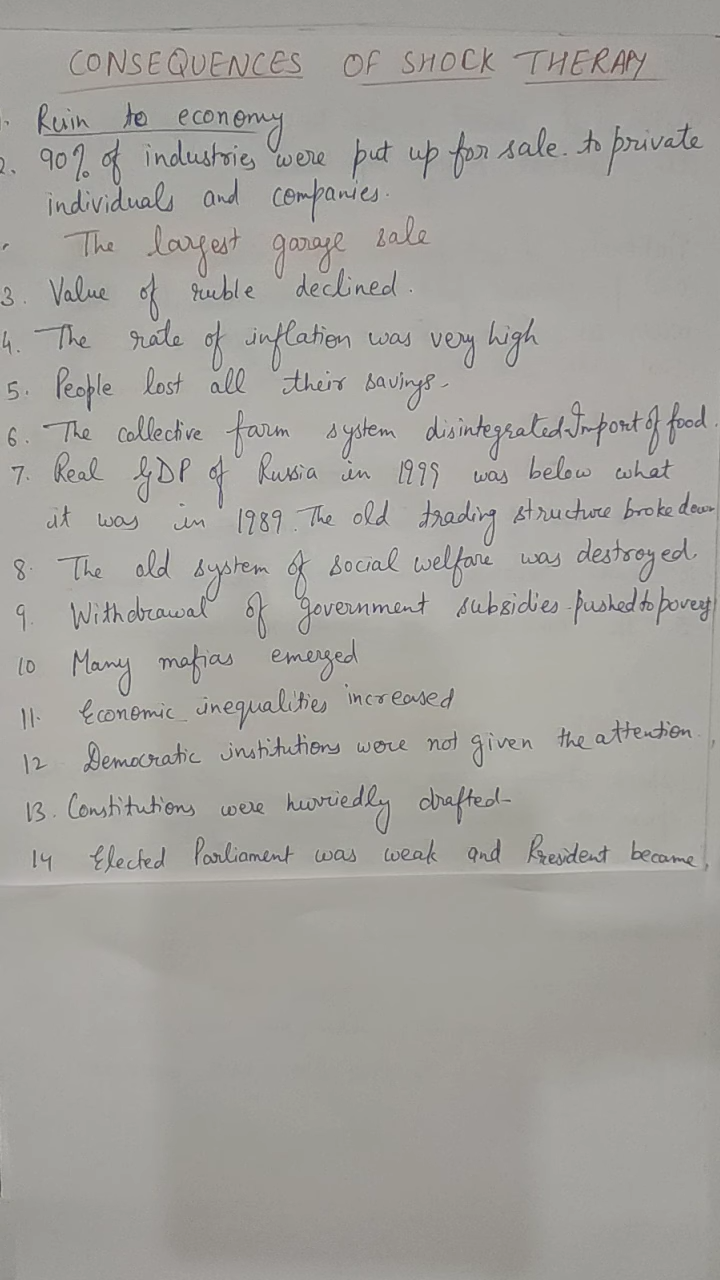 CONSEQUENCES OF SHOCK THERAPY
1. Ruin to economy
2. 90% of industries were put up for sale. to private
individuals and companies.
The largest garage sale
3. Value of ruble declined.
4. The rate of inflation was very high
5. People lost all their savings.
6. The collective farm system disintegrated. Import of food.
7. Real GDP of Russia in 1999 was below what
it was in 1989. The old trading structure broke down
8. The old system of social welfare was destroyed.
9. Withdrawal of government subsidies pushed to povery
10 Many mafias emerged
11. Economic inequalities increased
12 Democratic institutions were not given the attention.
13. Constitutions were hurriedly drafted-
14 Elected Parliament was weak and President became,